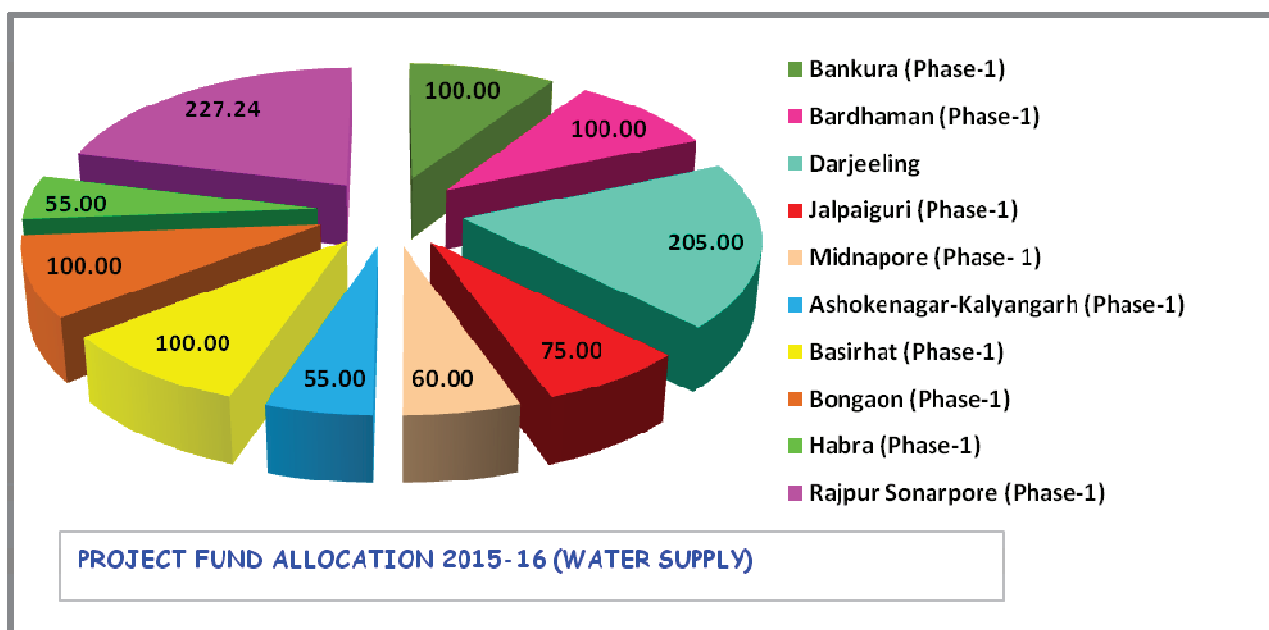 100.00
100.00
205.00
75.00
60.00
55.00
100.00
100.00
55.00
227.24
Bankura (Phase-1)
Bardhaman (Phase-1)
Darjeeling
Jalpaiguri (Phase-1)
Midnapore (Phase- 1)
Ashokenagar-Kalyangarh (Phase-1)
Basirhat (Phase-1)
Bongaon (Phase-1)
Habra (Phase-1)
Rajpur Sonarpore (Phase-1)
PROJECT FUND ALLOCATION 2015-16 (WATER SUPPLY)